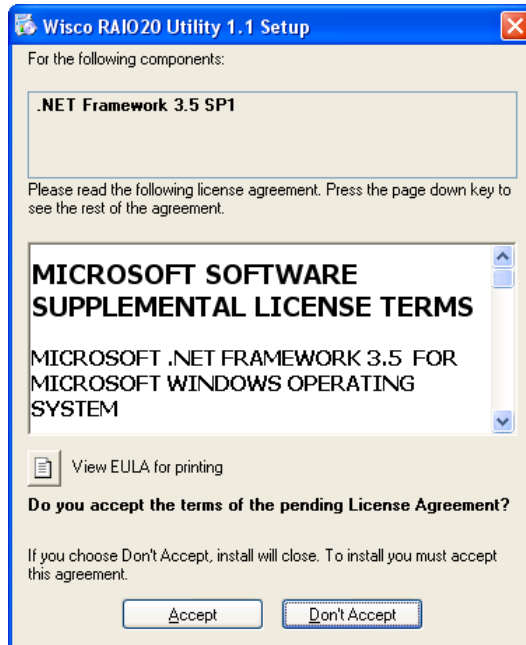 Wisco RAIO20 Utility 1.1 Setup
For the following components:
.NET Framework 3.5 SP1
Please read the following license agreement. Press the page down key to
see the rest of the agreement.
MICROSOFT SOFTWARE
SUPPLEMENTAL LICENSE TERMS
MICROSOFT .NET FRAMEWORK 3.5 FOR
MICROSOFT WINDOWS OPERATING
SYSTEM
View EULA for printing
Do you accept the terms of the pending License Agreement?
If you choose Don't Accept, install will close. To install you must accept
this agreement.
Accept
Don't Accept